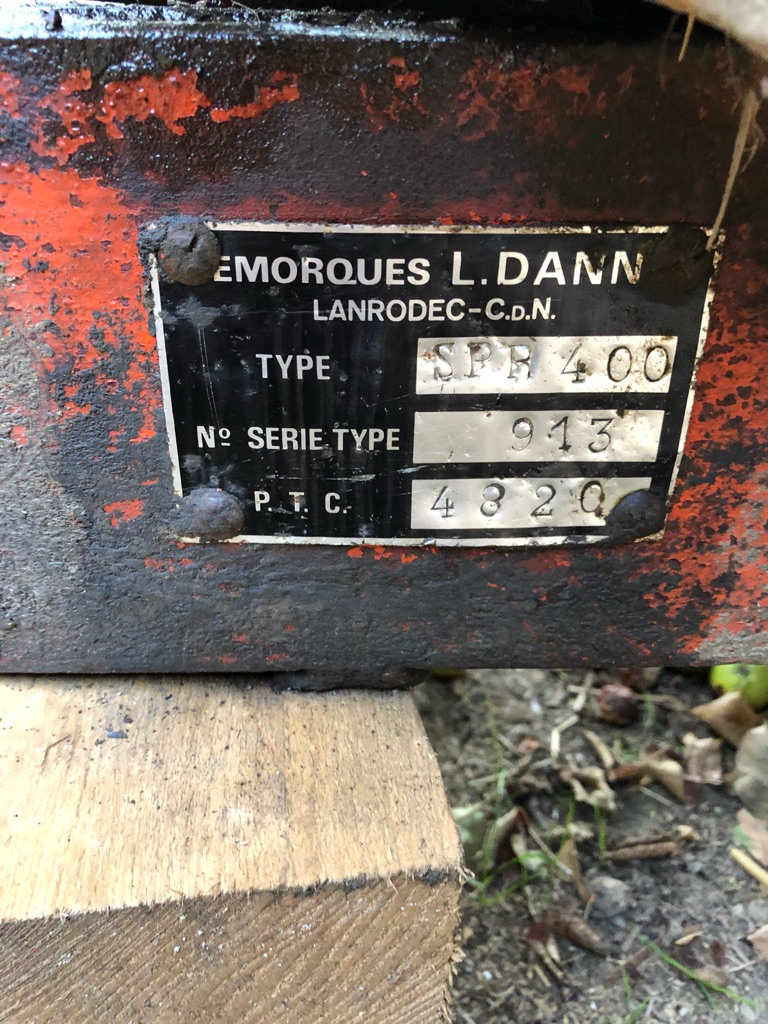 EMORQUES L.DANN
LANRODEC-C.D.N.
TYPE SPR 400
Nº SERIE TYPE 913
P. T. C. 4820